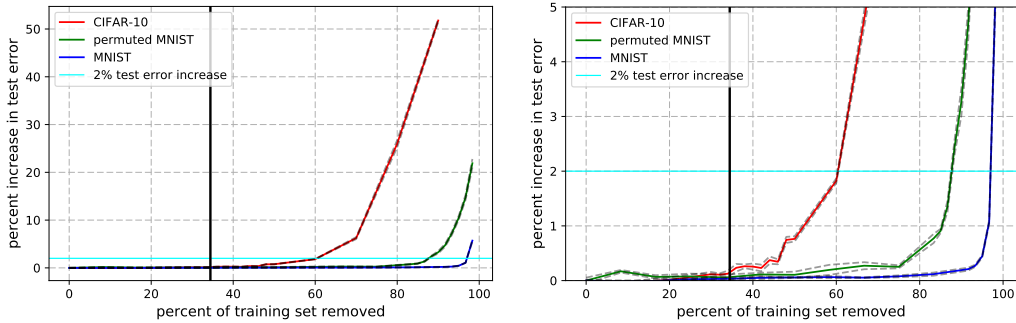 percent increase in test error
50
40
30
20
10
0
CIFAR-10
permuted MNIST
MNIST
2% test error increase
0
20
40
60
80
100
percent of training set removed
percent increase in test error
5
4
3
2
1
0
CIFAR-10
permuted MNIST
MNIST
2% test error increase
0
20
40
60
80
100
percent of training set removed